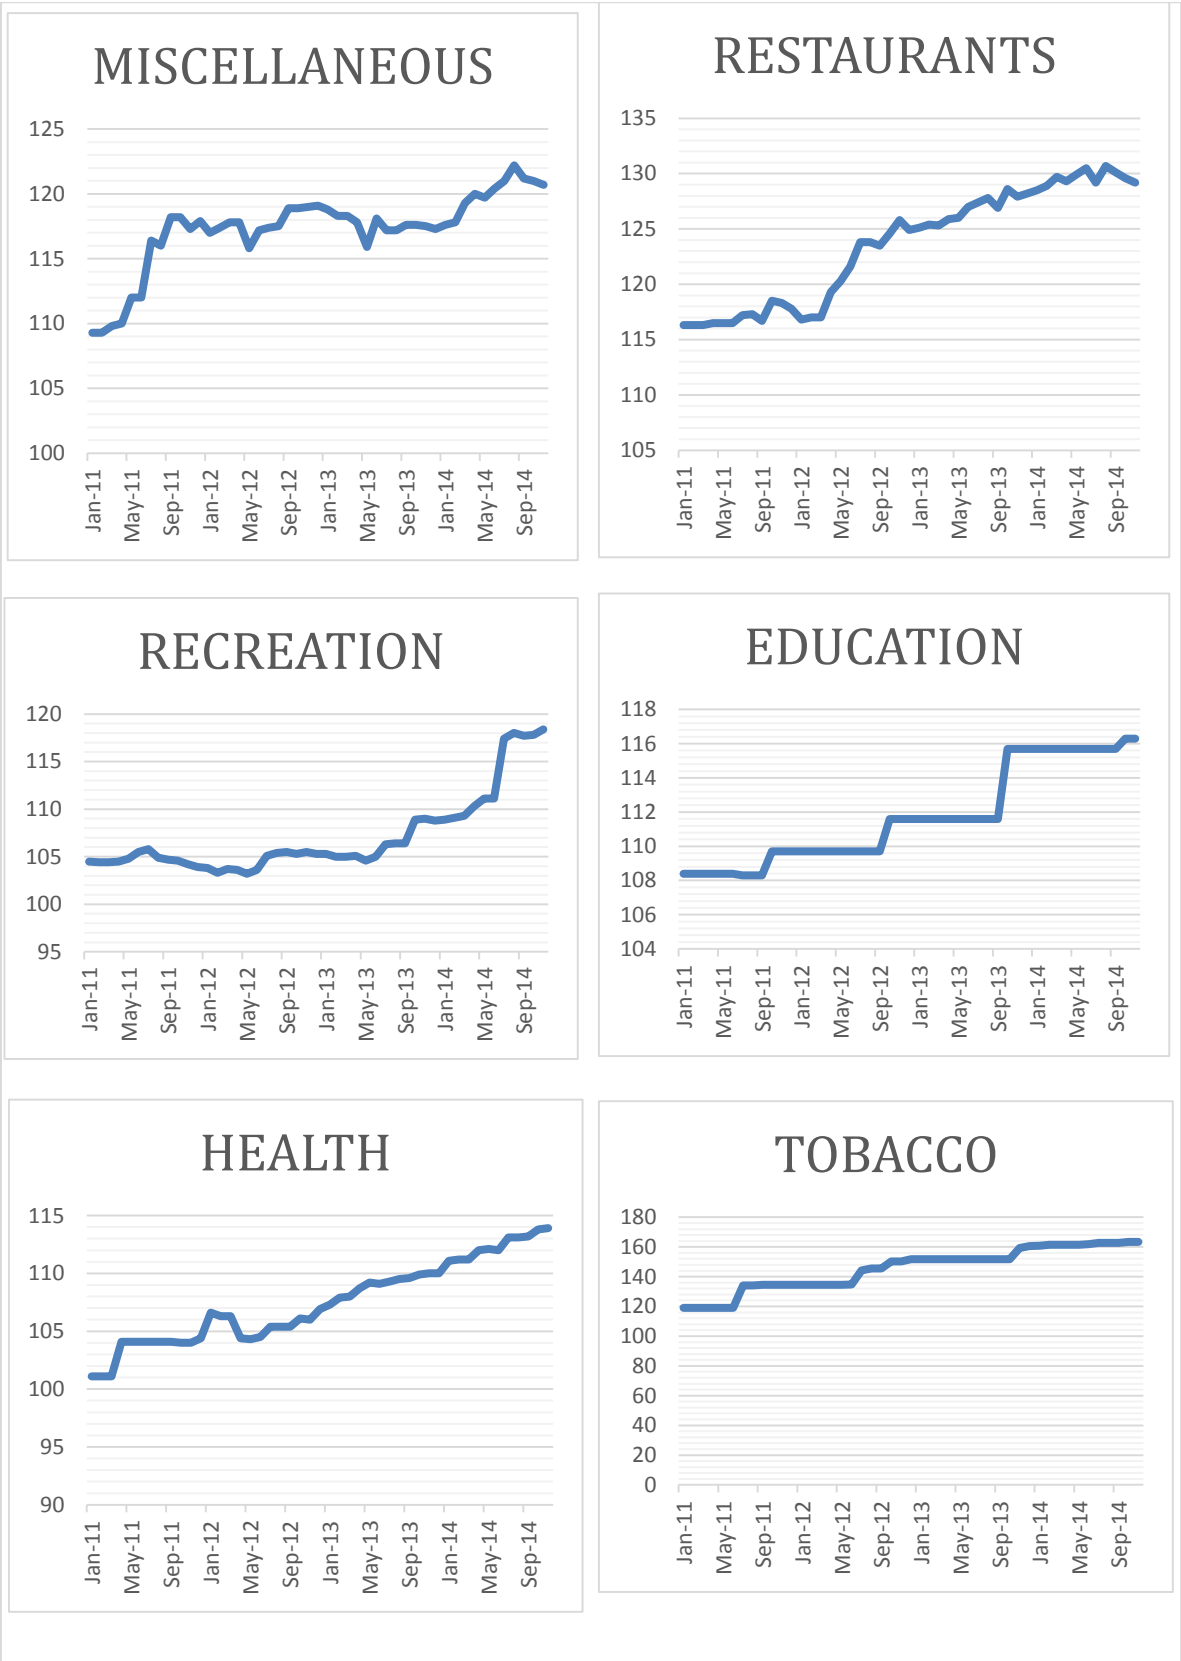 MISCELLANEOUS
125
120
115
110
105
100
Jan-11
May-11
Sep-11
Jan-12
May-12
Sep-12
Jan-13
May-13
Sep-13
Jan-14
May-14
Sep-14
RESTAURANTS
135
130
125
120
115
110
105
Jan-11
May-11
Sep-11
Jan-12
May-12
Sep-12
Jan-13
May-13
Sep-13
Jan-14
May-14
Sep-14
RECREATION
120
115
110
105
100
95
Jan-11
May-11
Sep-11
Jan-12
May-12
Sep-12
Jan-13
May-13
Sep-13
Jan-14
May-14
Sep-14
EDUCATION
118
116
114
112
110
108
106
104
Jan-11
May-11
Sep-11
Jan-12
May-12
Sep-12
Jan-13
May-13
Sep-13
Jan-14
May-14
Sep-14
HEALTH
115
110
105
100
95
90
Jan-11
May-11
Sep-11
Jan-12
May-12
Sep-12
Jan-13
May-13
Sep-13
Jan-14
May-14
Sep-14
TOBACCO
180
160
140
120
100
80
60
40
20
0
Jan-11
May-11
Sep-11
Jan-12
May-12
Sep-12
Jan-13
May-13
Sep-13
Jan-14
May-14
Sep-14